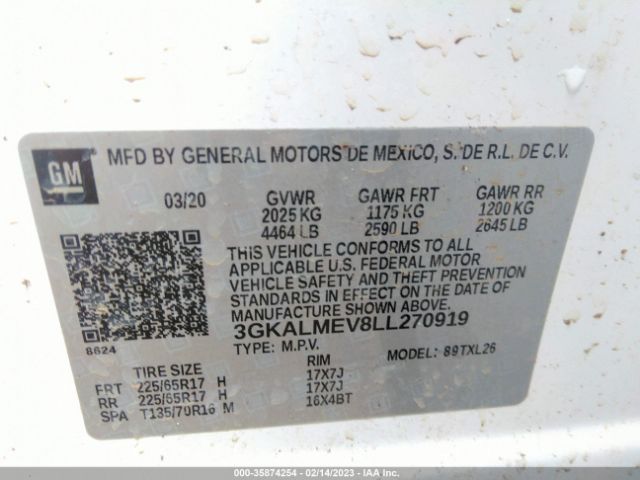 GM MFD BY GENERAL MOTORS DE MEXICO, S. DE R.L. DE C.V.
03/20 GVWR GAWR FRT GAWR RR
2025 KG 1175 KG 1200 KG
4464 LB 2590 LB 2645 LB
THIS VEHICLE CONFORMS TO ALL
APPLICABLE U.S. FEDERAL MOTOR
VEHICLE SAFETY AND THEFT PREVENTION
STANDARDS IN EFFECT ON THE DATE OF
MANUFACTURE SHOWN ABOVE.
3GKALMEV8LL270919
8624 TYPE: M.P.V. MODEL: 89TXL26
TIRE SIZE RIM
FRT 225/65R17 H 17X7J
RR 225/65R17 H 17X7J
SPA T135/70R16 M 16X4BT
000-35874254 - 02/14/2023 - IAA Inc.